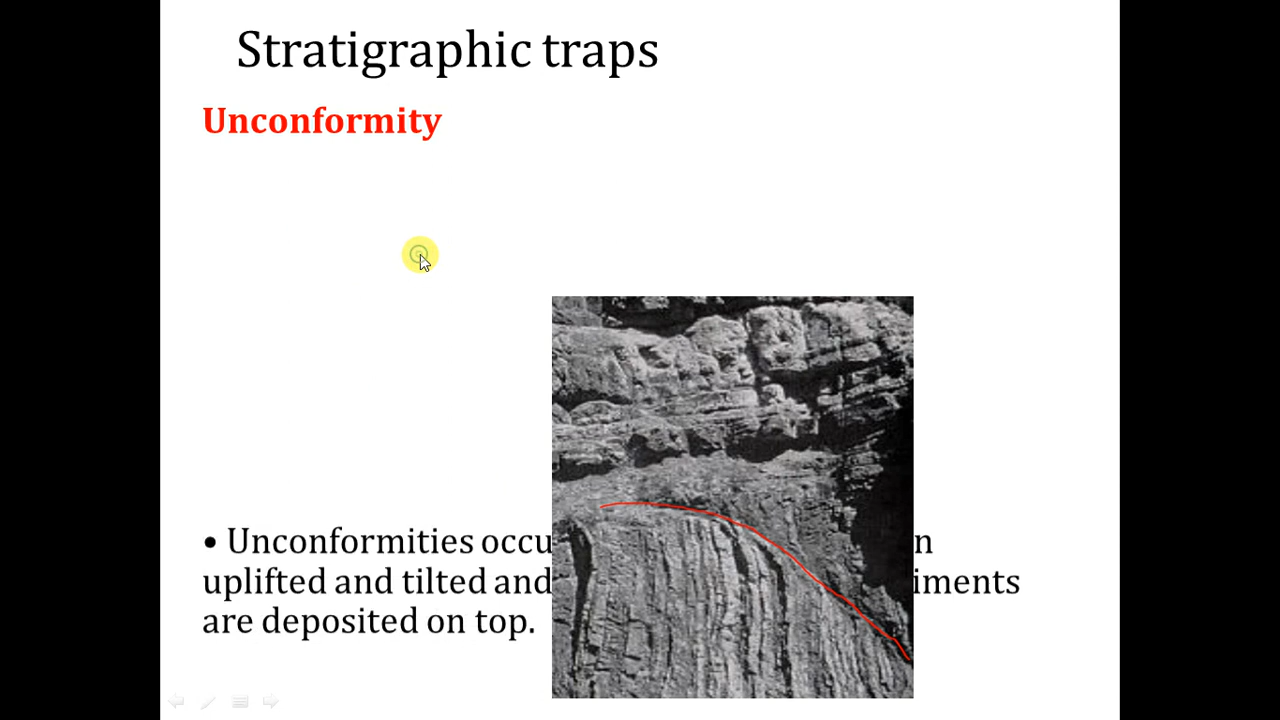 Stratigraphic traps
Unconformity
• Unconformities occu n
uplifted and tilted and iments
are deposited on top.